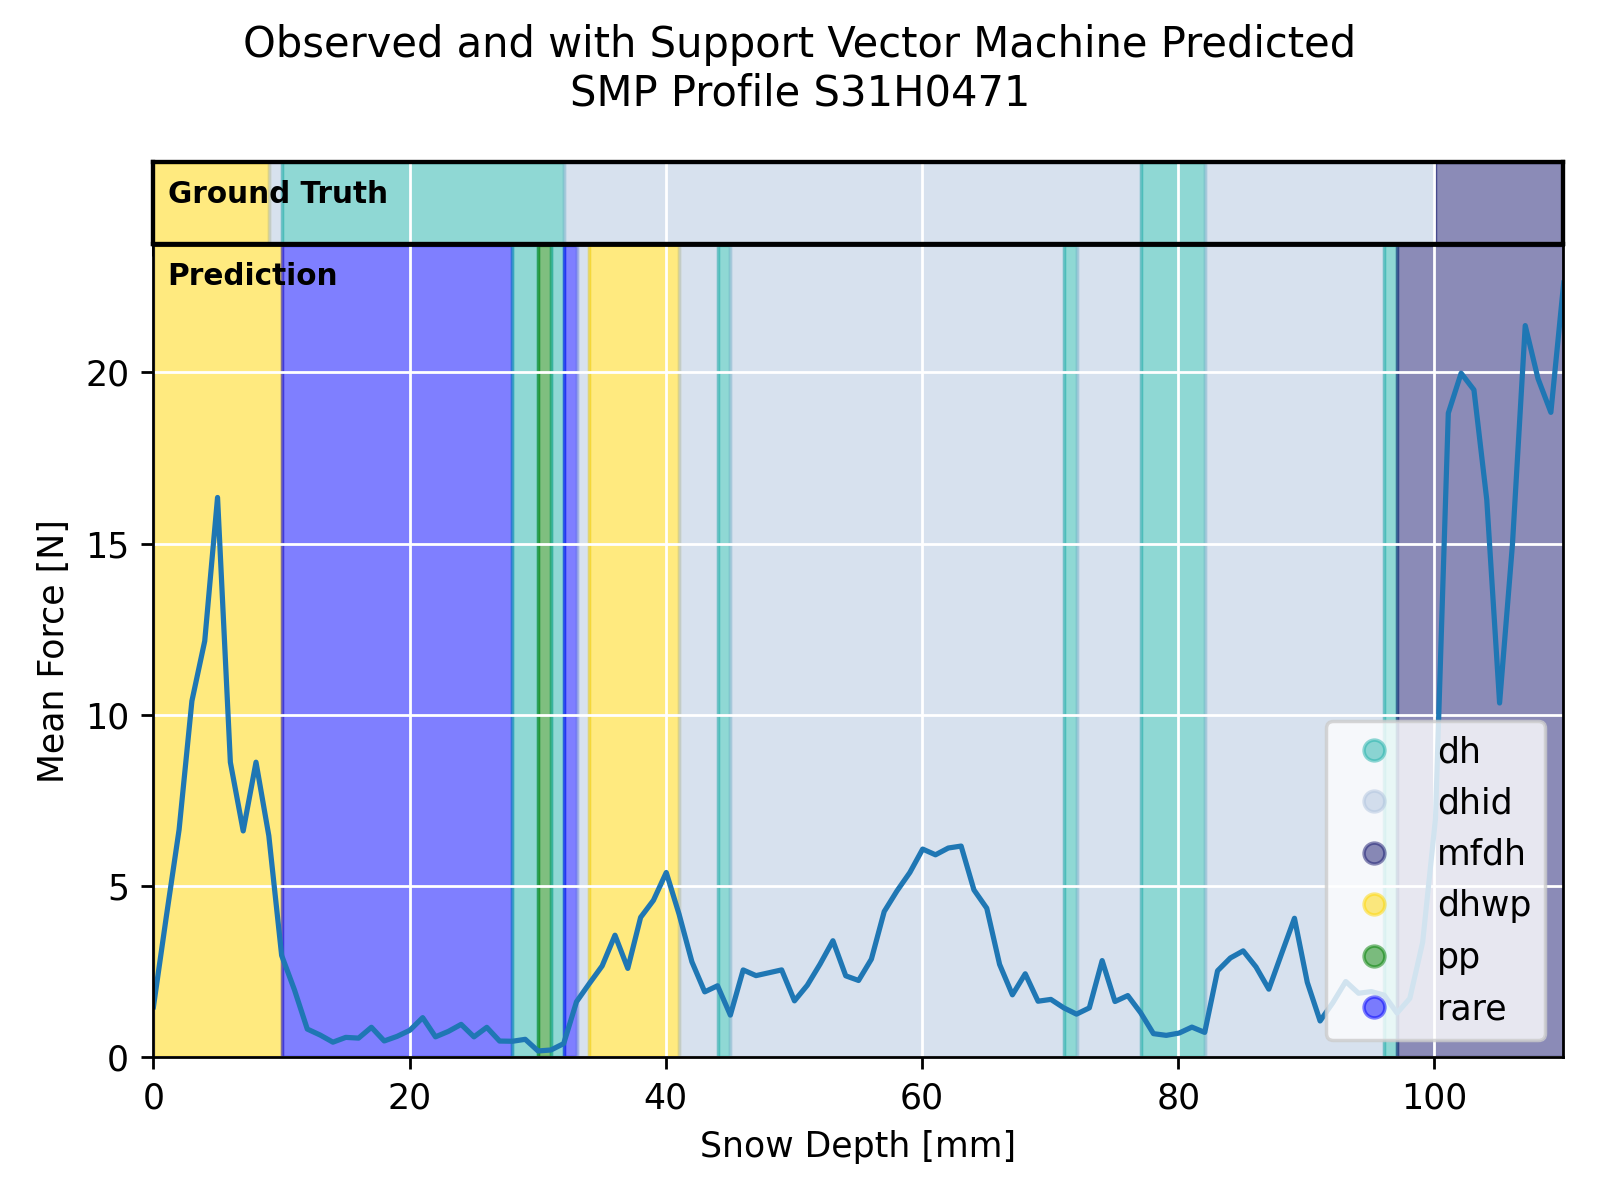 Observed and with Support Vector Machine Predicted
SMP Profile S31H0471
Ground Truth
Prediction
20
15
10
5
0
Mean Force [N]
dh
dhid
mfdh
dhwp
pp
rare
0 20 40 60 80 100
Snow Depth [mm]